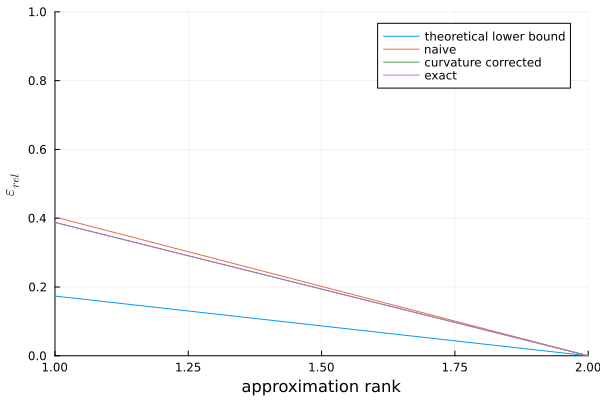 1.0
theoretical lower bound
naive
curvature corrected
exact
0.8
0.6
ε_rel
0.4
0.2
0.0
1.00 1.25 1.50 1.75 2.00
approximation rank